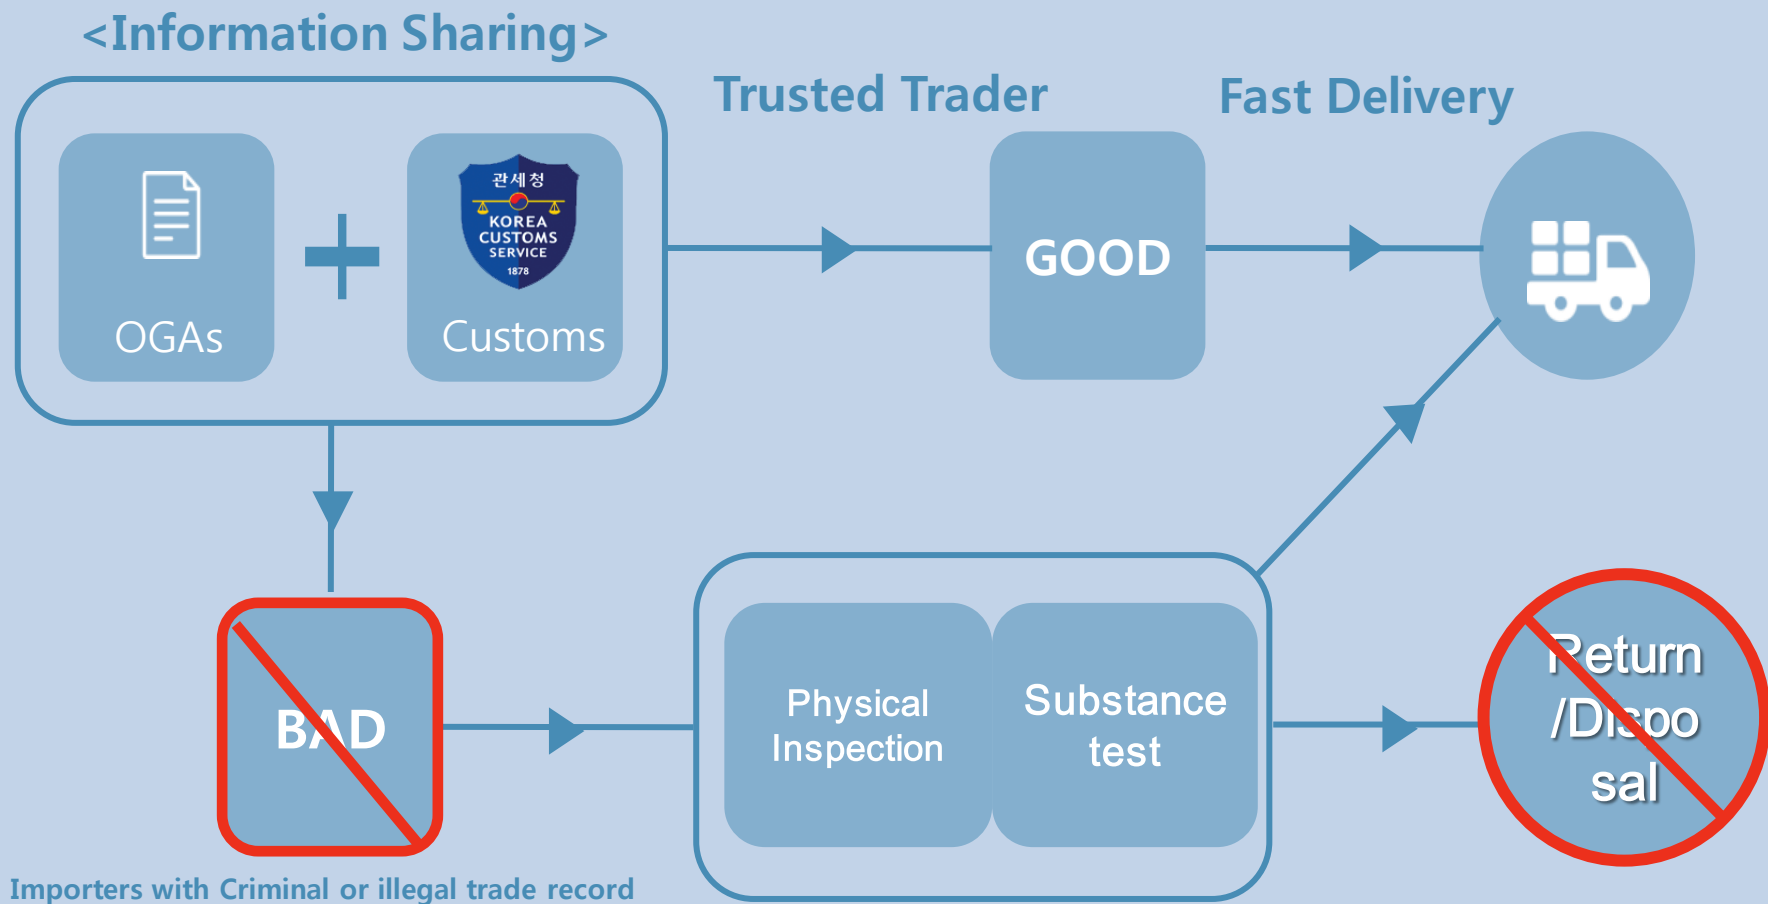 <Information Sharing>
Trusted Trader
Fast Delivery
관세청
KOREA
CUSTOMS
SERVICE
1878
OGAs
Customs
GOOD
BAD
Physical
Inspection
Substance
test
Return
/Dispo
sal
Importers with Criminal or illegal trade record